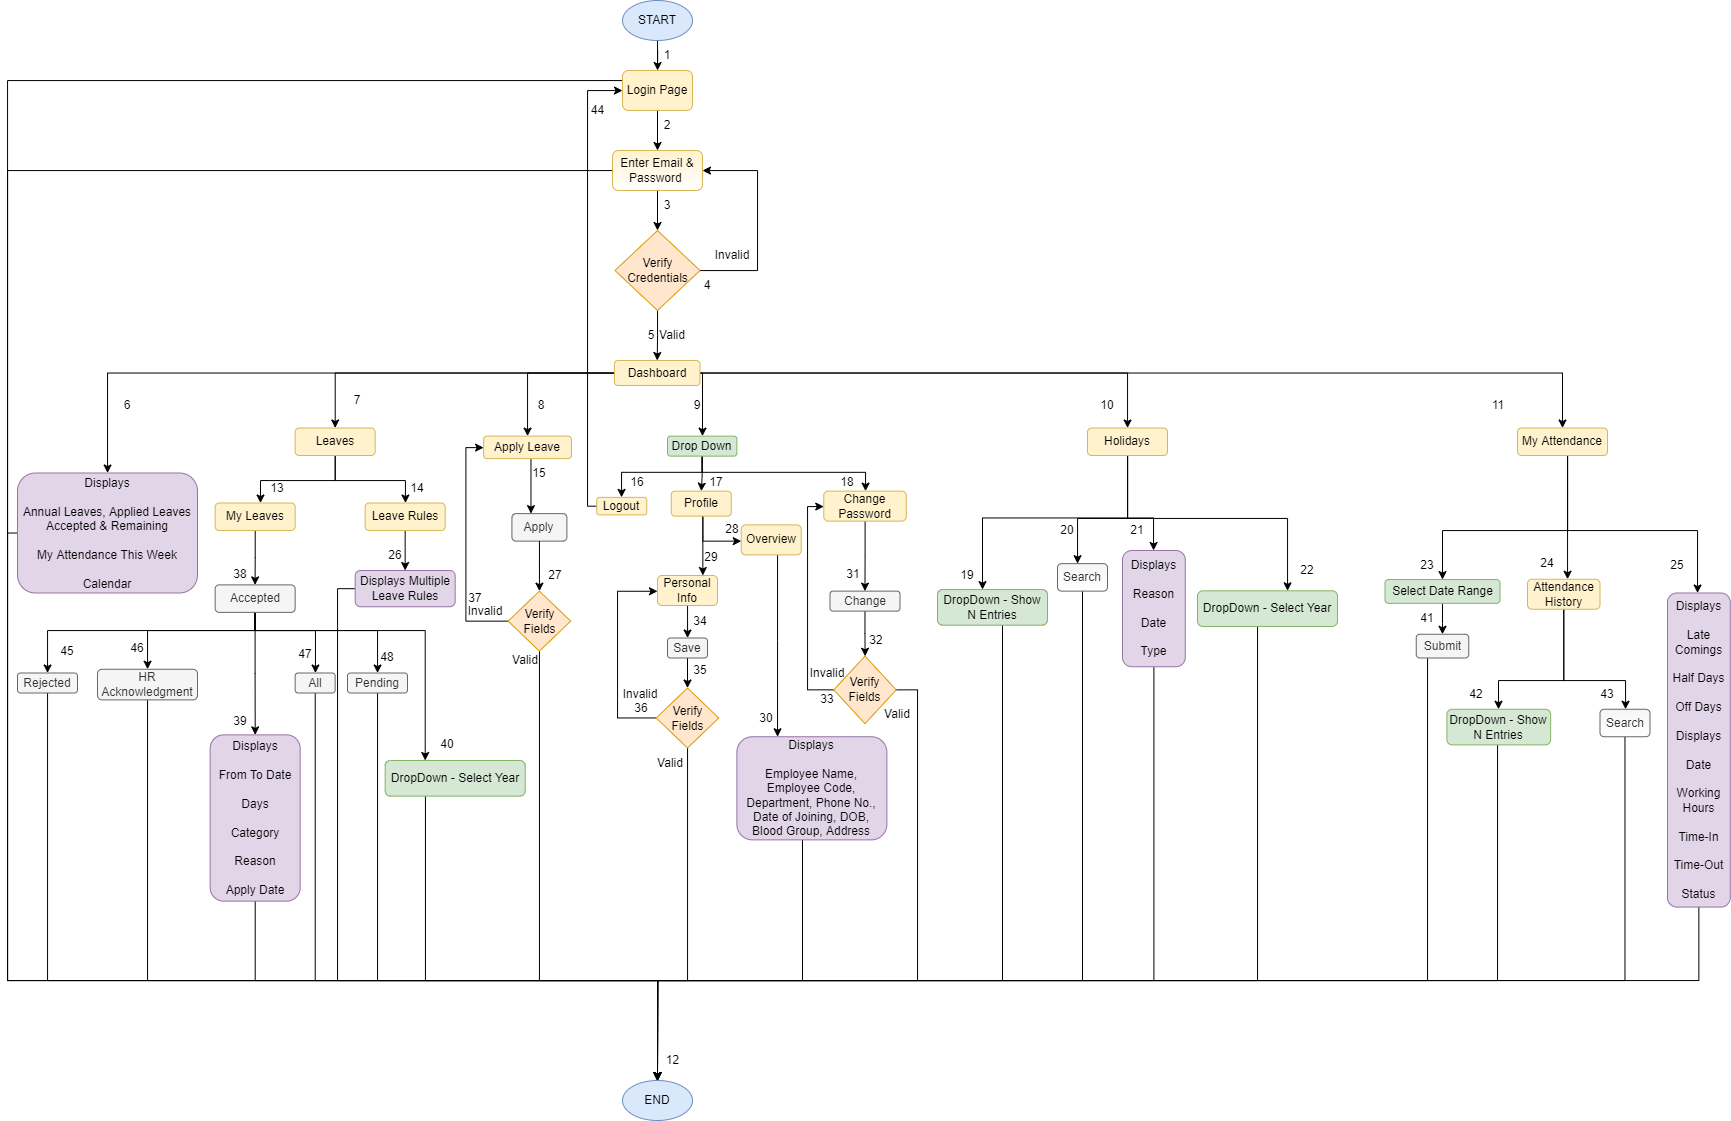 START
1
Login Page
44
2
Enter Email &
Password
3
Verify
Credentials
Invalid
4
5 Valid
Dashboard
6
7
8
9
10
11
Displays
Annual Leaves, Applied Leaves
Accepted & Remaining
My Attendance This Week
Calendar
Leaves
13
14
My Leaves
Leave Rules
26
Displays Multiple
Leave Rules
38
Accepted
45
46
47
48
Rejected
HR
Acknowledgment
All
Pending
39
Displays
From To Date
Days
Category
Reason
Apply Date
40
DropDown - Select Year
Apply Leave
15
Apply
27
37
Invalid
Verify
Fields
Valid
Drop Down
16
17
18
Logout
Profile
Change
Password
28
Overview
29
Personal
Info
34
Save
35
Invalid
36
Verify
Fields
Valid
30
Displays
Employee Name,
Employee Code,
Department, Phone No.,
Date of Joining, DOB,
Blood Group, Address
31
Change
32
Invalid
33
Verify
Fields
Valid
Holidays
19
20
21
22
DropDown - Show
N Entries
Search
Displays
Reason
Date
Type
DropDown - Select Year
My Attendance
23
24
25
Select Date Range
41
Submit
Attendance
History
42
43
DropDown - Show
N Entries
Search
Displays
Late
Comings
Half Days
Off Days
Displays
Date
Working
Hours
Time-In
Time-Out
Status
12
END